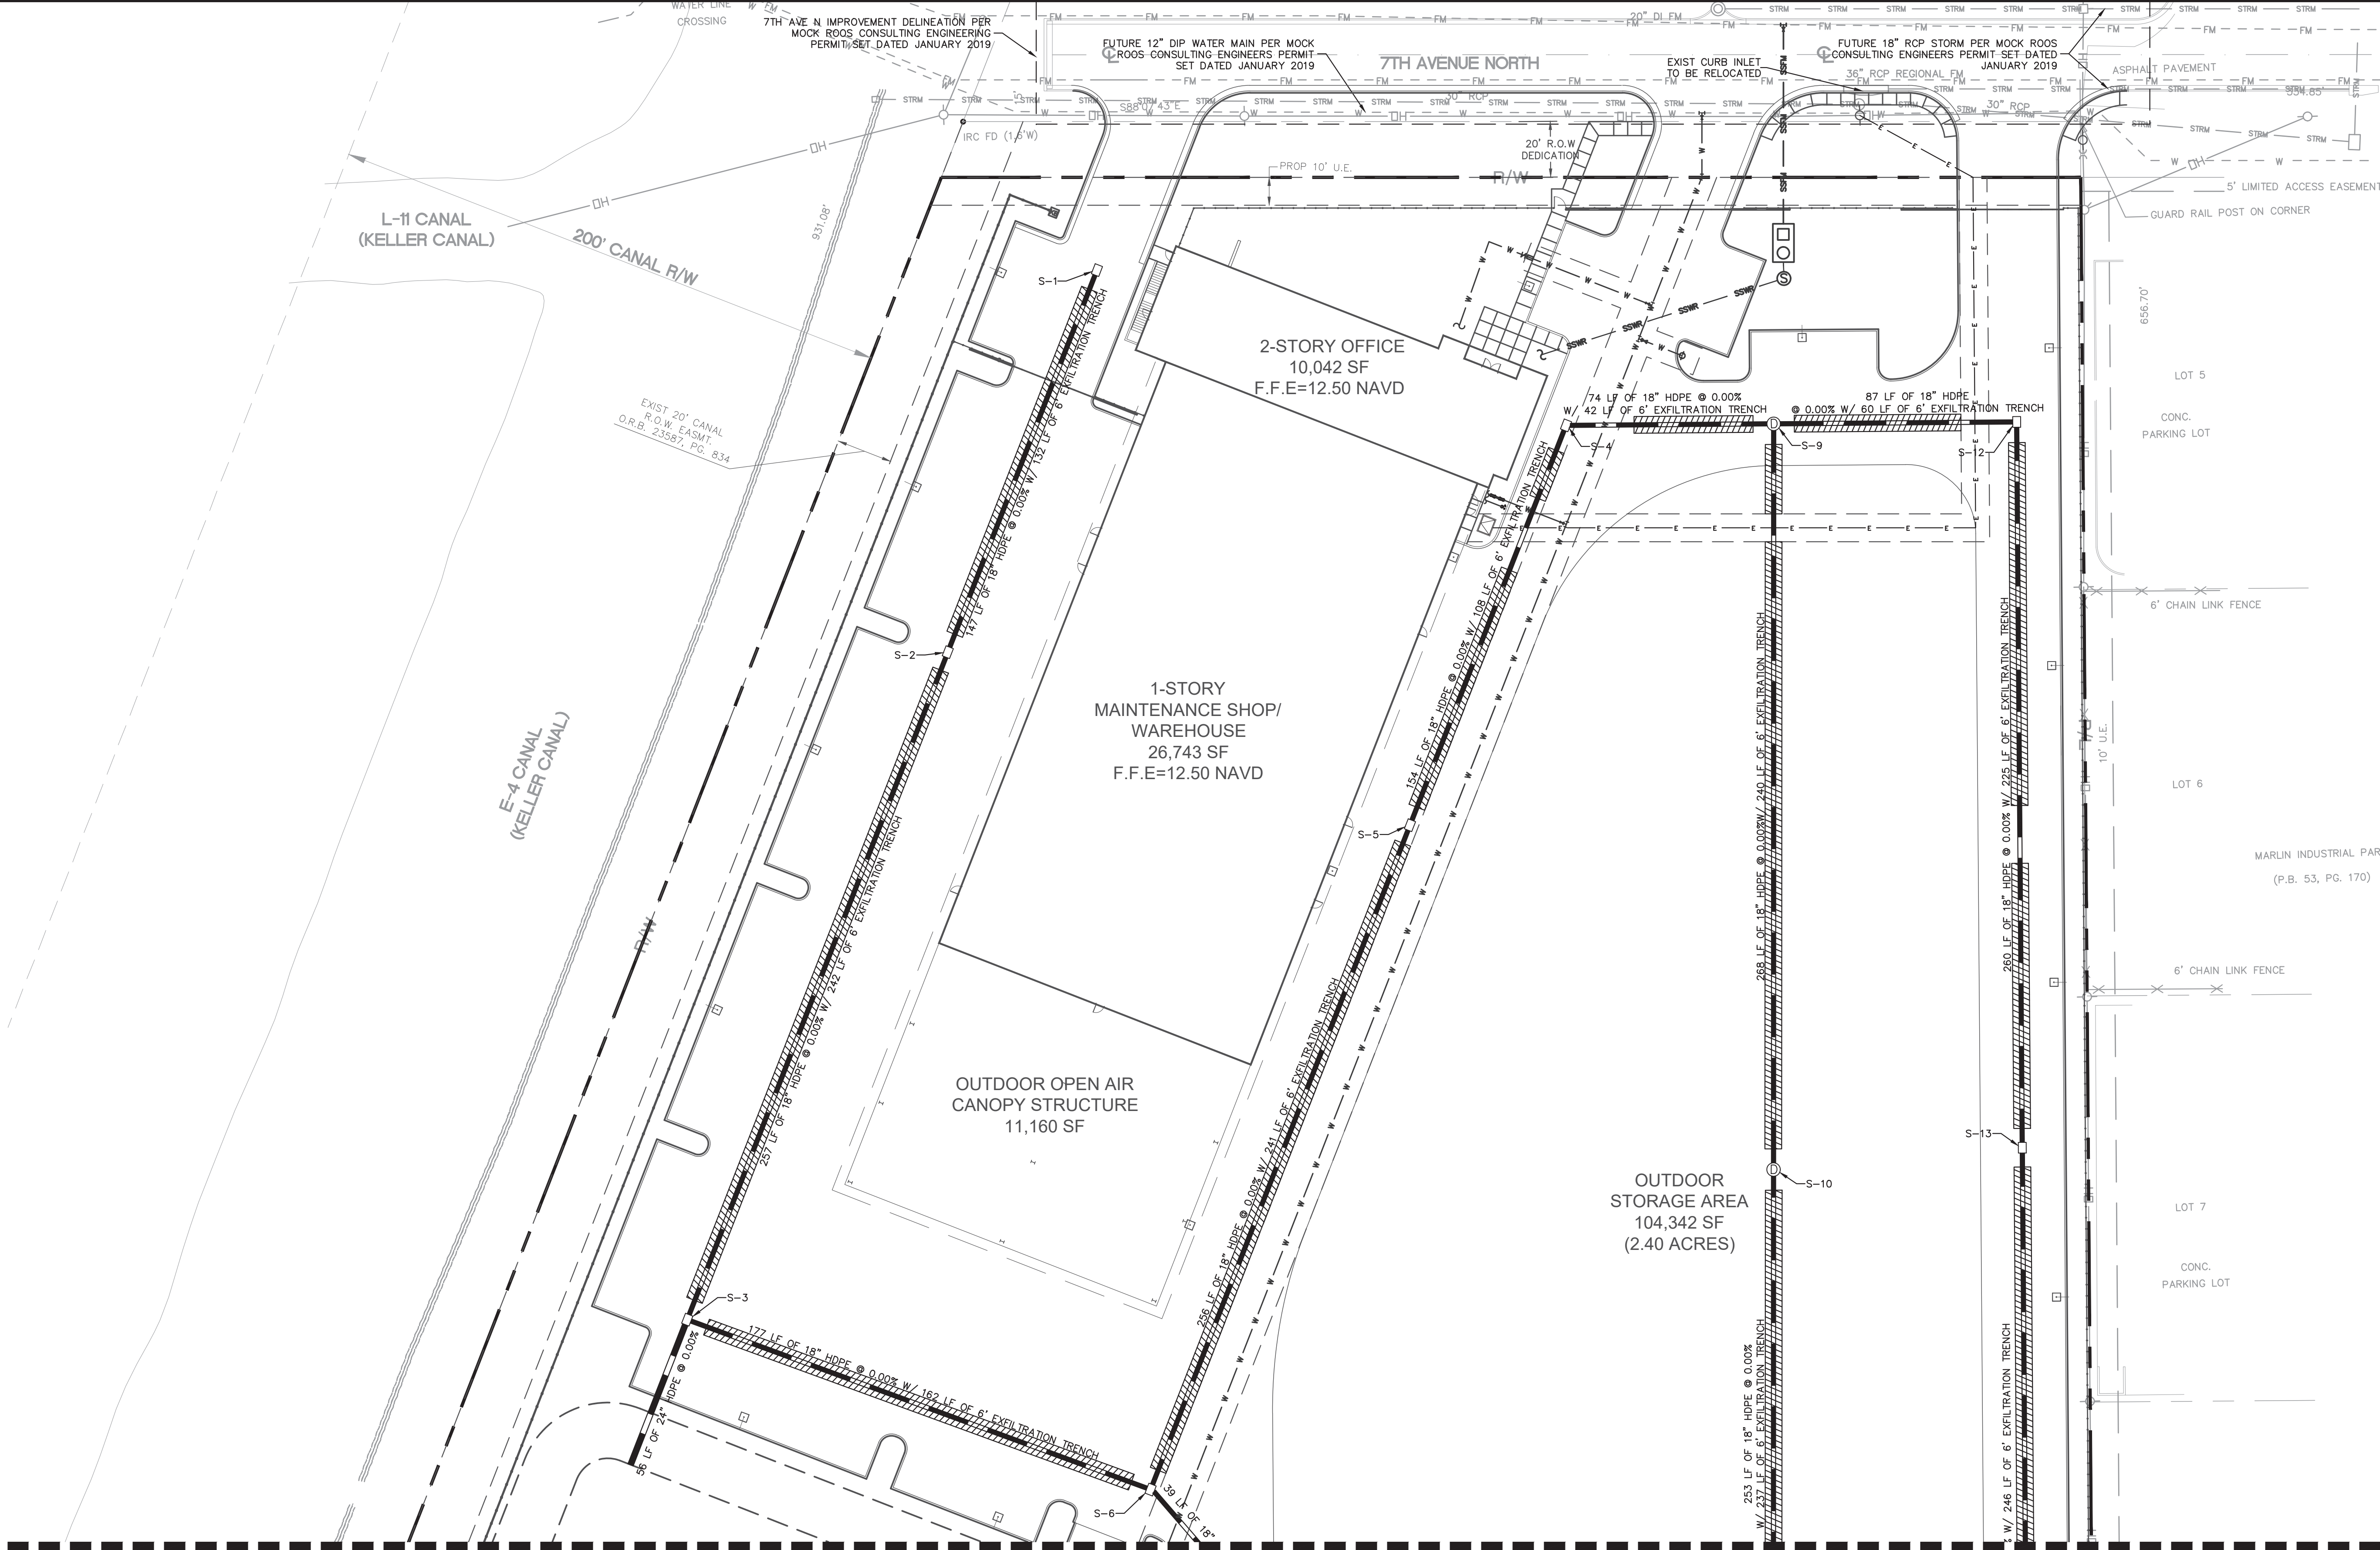 WATER LINE
CROSSING
7TH AVE N IMPROVEMENT DELINEATION PER
MOCK ROOS CONSULTING ENGINEERING
PERMIT SET DATED JANUARY 2019
FUTURE 12" DIP WATER MAIN PER MOCK
ROOS CONSULTING ENGINEERS PERMIT
SET DATED JANUARY 2019
20" DI FM
7TH AVENUE NORTH
EXIST CURB INLET
TO BE RELOCATED
FUTURE 18" RCP STORM PER MOCK ROOS
CONSULTING ENGINEERS PERMIT SET DATED
JANUARY 2019
36" RCP REGIONAL FM
ASPHALT PAVEMENT
554.85'
30" RCP
30" RCP
15'
IRC FD (1.6'W)
20' R.O.W
DEDICATION
PROP 10' U.E.
R/W
5' LIMITED ACCESS EASEMENT
GUARD RAIL POST ON CORNER
L-11 CANAL
(KELLER CANAL)
200' CANAL R/W
931.08'
656.70'
S-1
2-STORY OFFICE
10,042 SF
F.F.E=12.50 NAVD
EXIST 20' CANAL
R.O.W. EASMT.
O.R.B. 23587, PG. 834
147 LF OF 18" HDPE @ 0.00% W/ 132 LF OF 6' EXFILTRATION TRENCH
74 LF OF 18" HDPE @ 0.00%
W/ 42 LF OF 6' EXFILTRATION TRENCH
87 LF OF 18" HDPE
@ 0.00% W/ 60 LF OF 6' EXFILTRATION TRENCH
S-4
S-9
S-12
LOT 5
CONC.
PARKING LOT
6' CHAIN LINK FENCE
S-2
1-STORY
MAINTENANCE SHOP/
WAREHOUSE
26,743 SF
F.F.E=12.50 NAVD
154 LF OF 18" HDPE @ 0.00% W/ 108 LF OF 6' EXFILTRATION TRENCH
268 LF OF 18" HDPE @ 0.00%W/ 240 LF OF 6' EXFILTRATION TRENCH
260 LF OF 18" HDPE @ 0.00% W/ 225 LF OF 6' EXFILTRATION TRENCH
10' U.E.
E-4 CANAL
(KELLER CANAL)
S-5
LOT 6
MARLIN INDUSTRIAL PAR
(P.B. 53, PG. 170)
R/W
6' CHAIN LINK FENCE
257 LF OF 18" HDPE @ 0.00% W/ 242 LF OF 6' EXFILTRATION TRENCH
OUTDOOR OPEN AIR
CANOPY STRUCTURE
11,160 SF
256 LF OF 18" HDPE @ 0.00% W/ 241 LF OF 6' EXFILTRATION TRENCH
S-13
S-10
OUTDOOR
STORAGE AREA
104,342 SF
(2.40 ACRES)
LOT 7
CONC.
PARKING LOT
S-3
177 LF OF 18" HDPE @ 0.00% W/ 162 LF OF 6' EXFILTRATION TRENCH
56 LF OF 24" HDPE @ 0.00%
253 LF OF 18" HDPE @ 0.00%
W/ 237 LF OF 6' EXFILTRATION TRENCH
W/ 246 LF OF 6' EXFILTRATION TRENCH
S-6
39 LF OF 18"